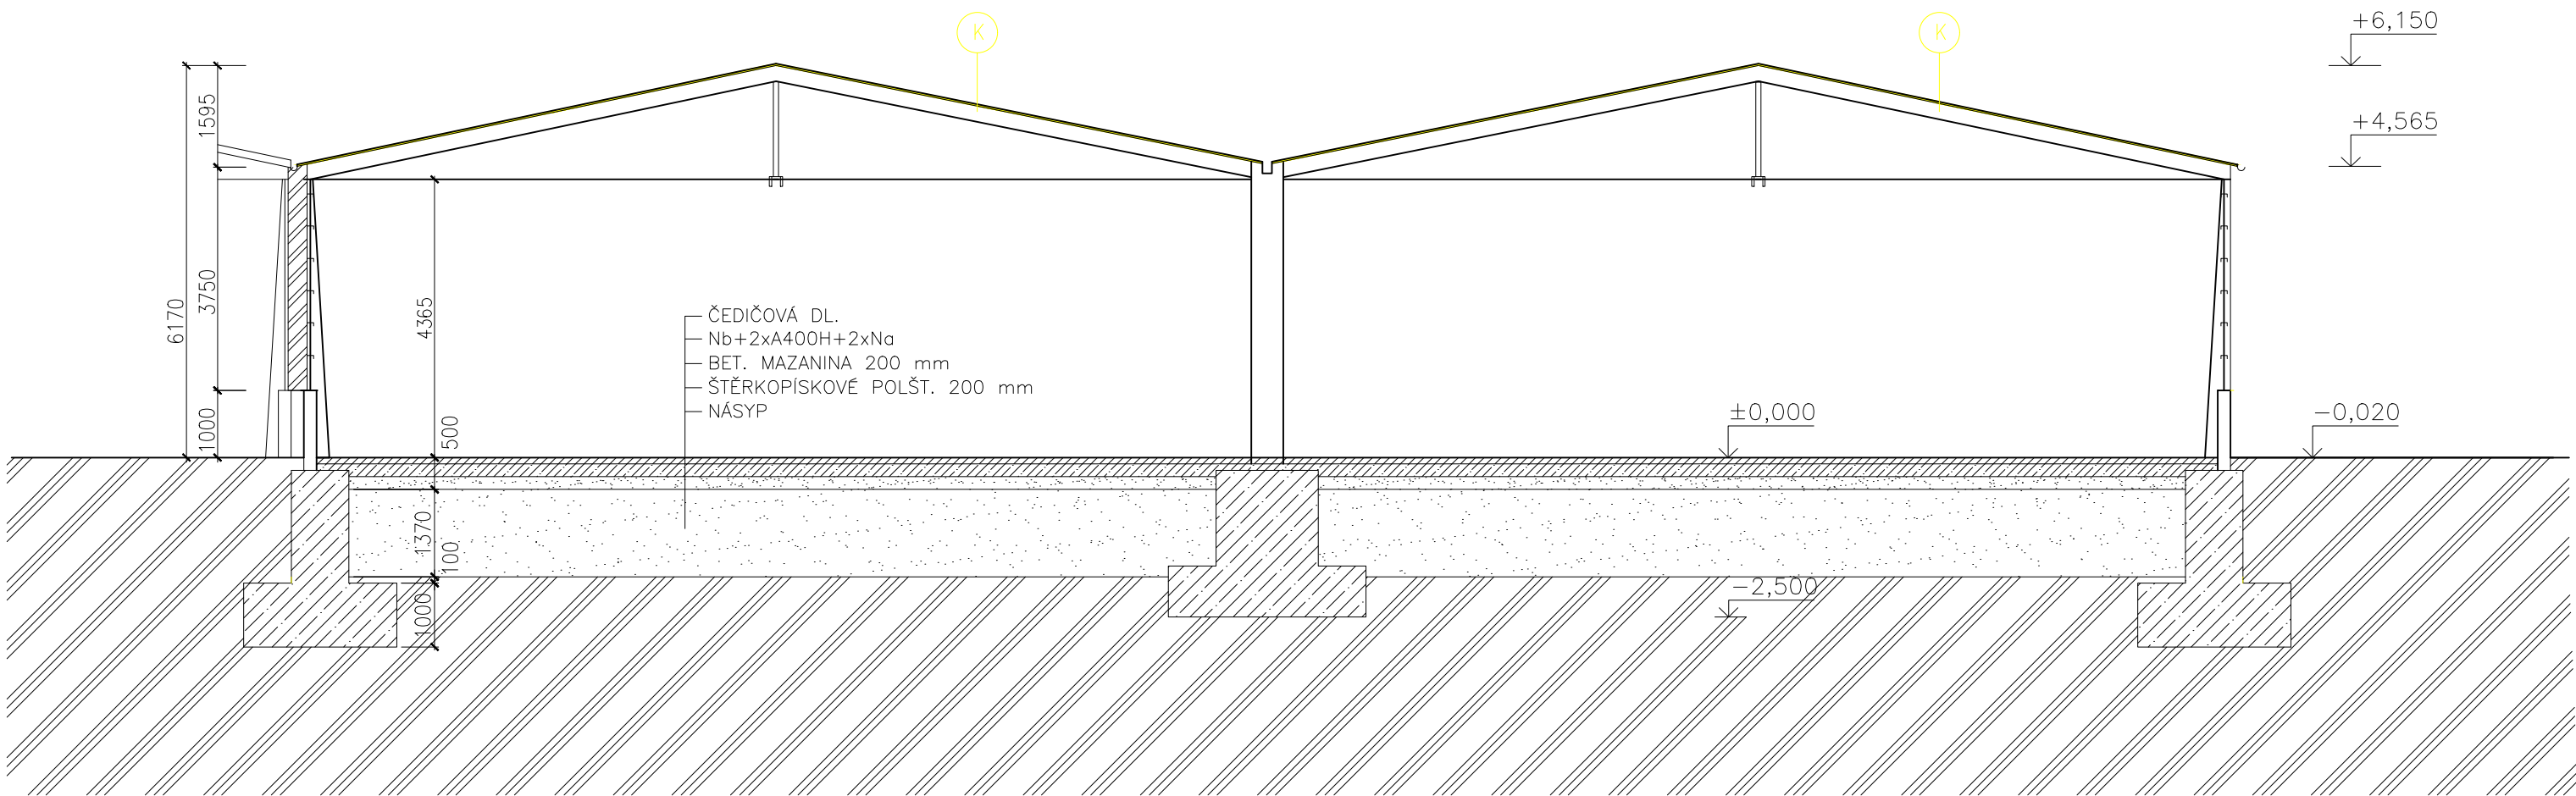 K
K
+6,150
+4,565
1595
3750
6170
1000
4365
500
ČEDIČOVÁ DL.
Nb+2xA400H+2xNa
BET. MAZANINA 200 mm
ŠTĚRKOPÍSKOVÉ POLŠT. 200 mm
NÁSYP
±0,000
-0,020
1370
100
1000
-2,500